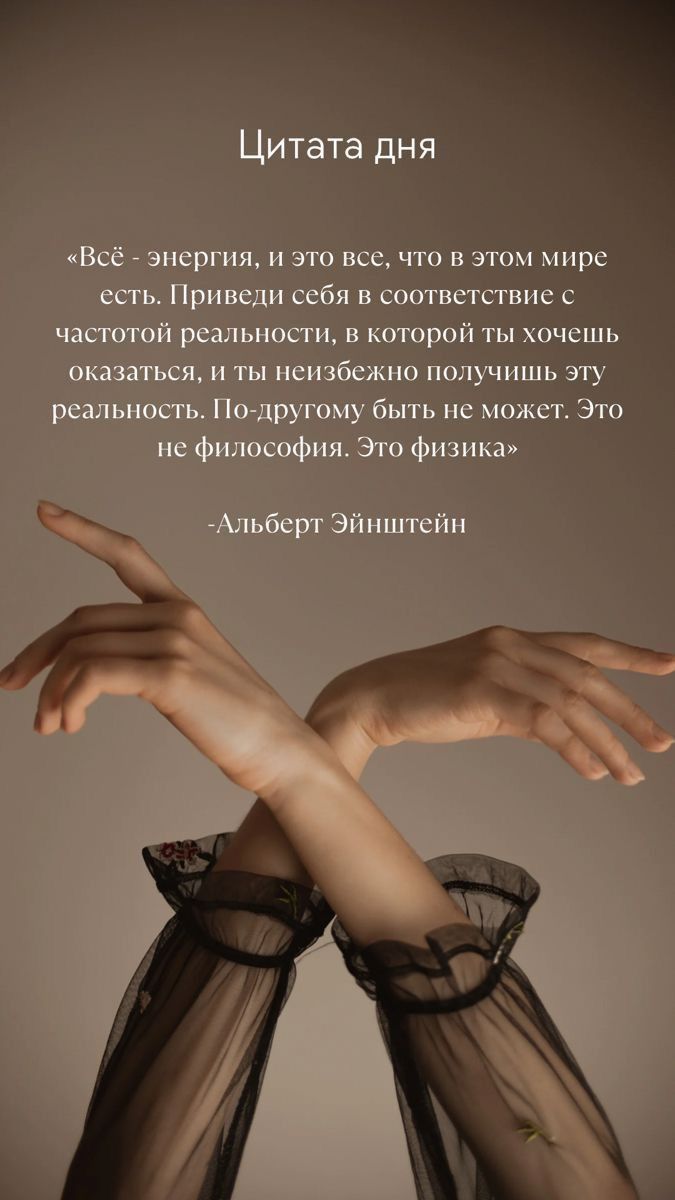 Цитата дня
«Всё - энергия, и это все, что в этом мире
есть. Приведи себя в соответствие с
частотой реальности, в которой ты хочешь
оказаться, и ты неизбежно получишь эту
реальность. По-другому быть не может. Это
не философия. Это физика»
-Альберт Эйнштейн